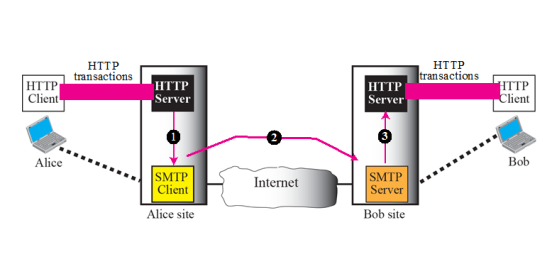 HTTP
transactions
HTTP
transactions
HTTP
Client
HTTP
Server
HTTP
Server
HTTP
Client
1
2
3
Alice
Bob
SMTP
Client
Internet
SMTP
Server
Alice site
Bob site